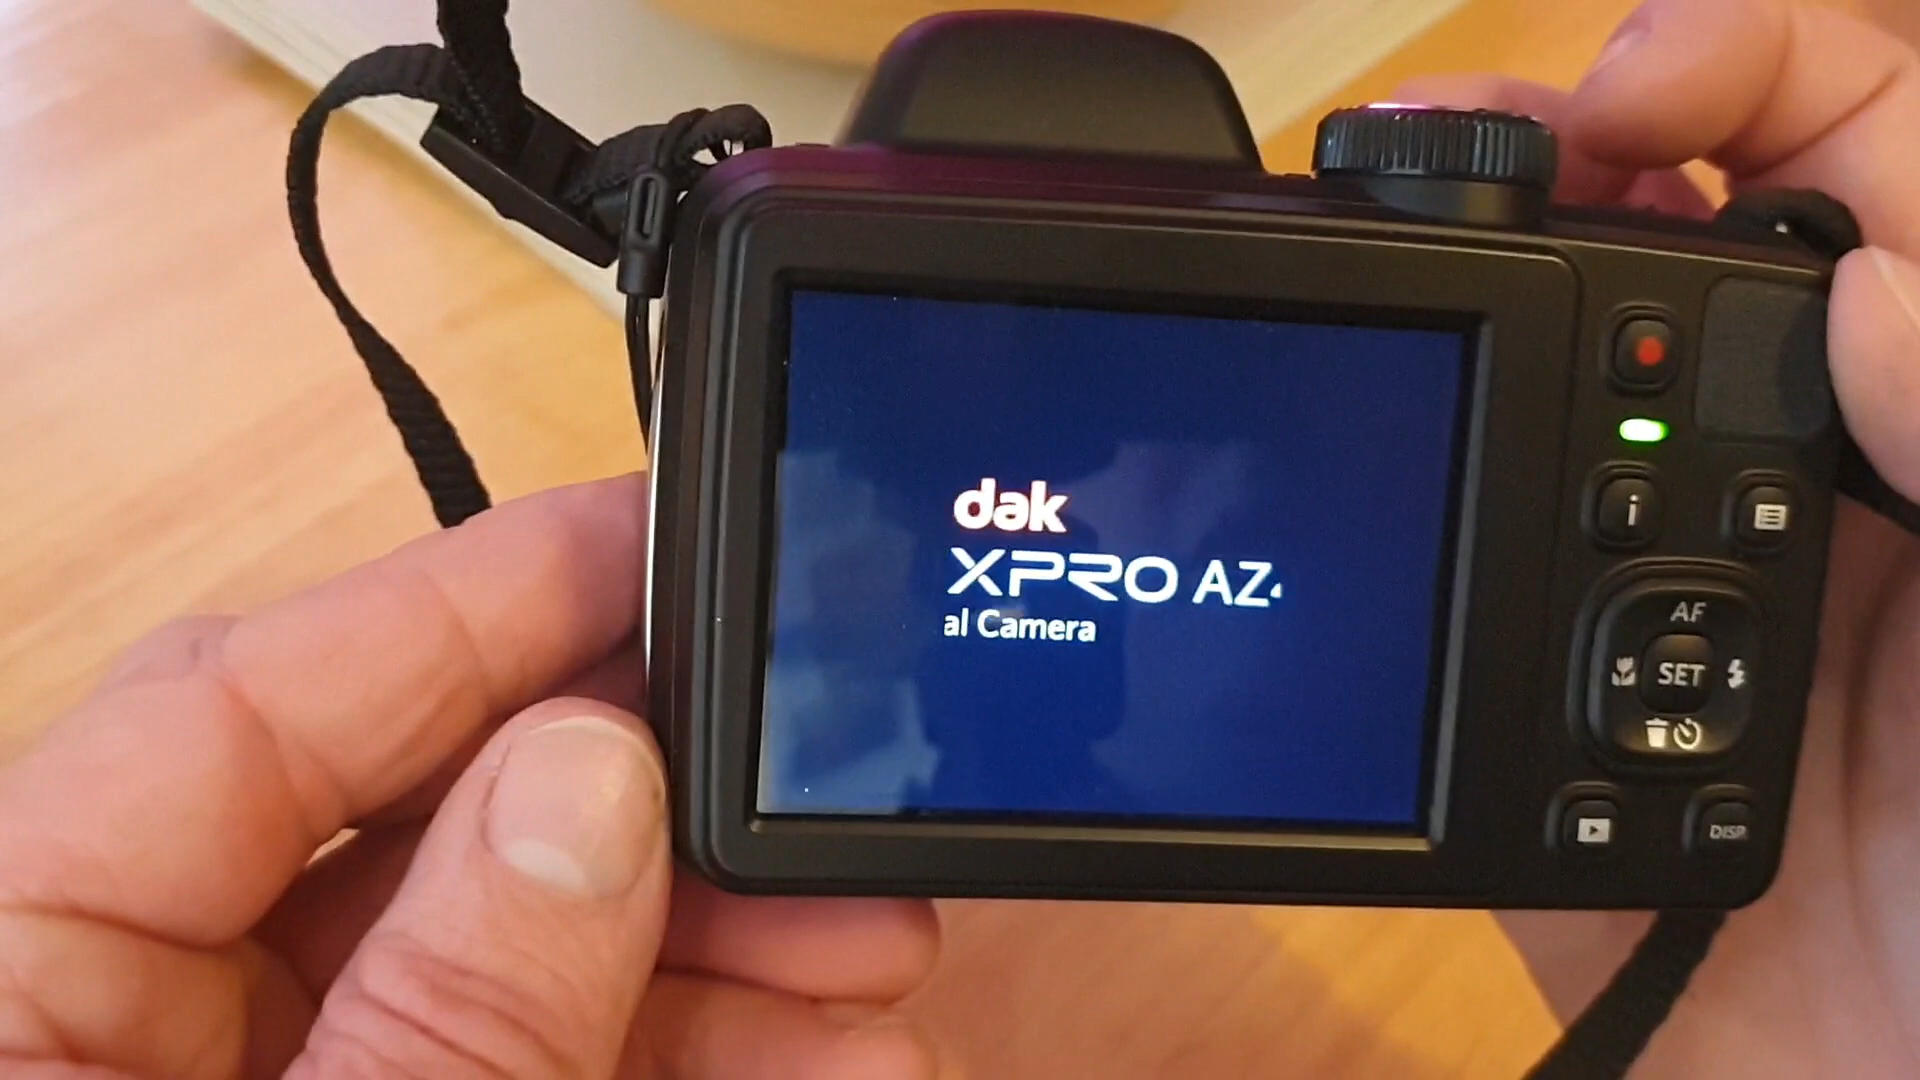 dak
XPRO AZ
al Camera
i
AF
SET
DISP